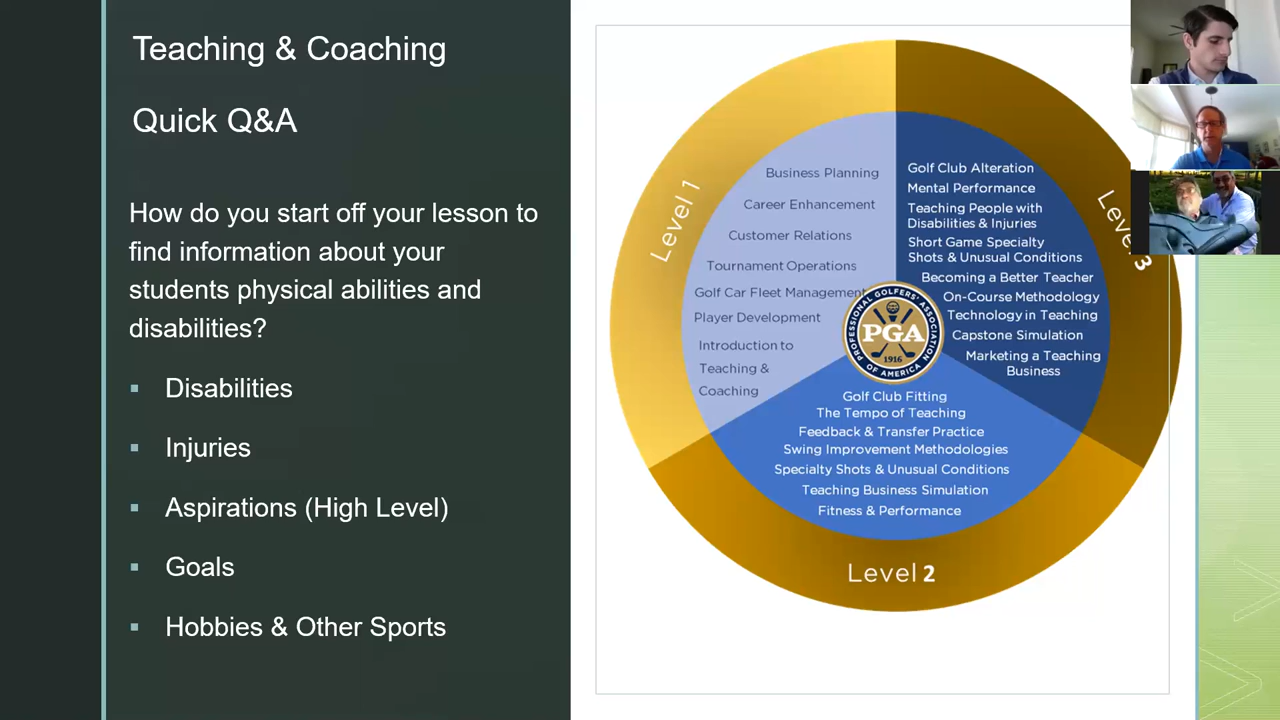 Teaching & Coaching
Quick Q&A
How do you start off your lesson to
find information about your
students physical abilities and
disabilities?
▪ Disabilities
▪ Injuries
▪ Aspirations (High Level)
▪ Goals
▪ Hobbies & Other Sports
Level 1
Business Planning
Career Enhancement
Customer Relations
Tournament Operations
Golf Car Fleet Management
Player Development
Introduction to
Teaching &
Coaching
Level 3
Golf Club Alteration
Mental Performance
Teaching People with
Disabilities & Injuries
Short Game Specialty
Shots & Unusual Conditions
Becoming a Better Teacher
On-Course Methodology
Technology in Teaching
Capstone Simulation
Marketing a Teaching
Business
PROFESSIONAL GOLFERS' ASSOCIATION
PGA
1916
OF AMERICA
Golf Club Fitting
The Tempo of Teaching
Feedback & Transfer Practice
Swing Improvement Methodologies
Specialty Shots & Unusual Conditions
Teaching Business Simulation
Fitness & Performance
Level 2